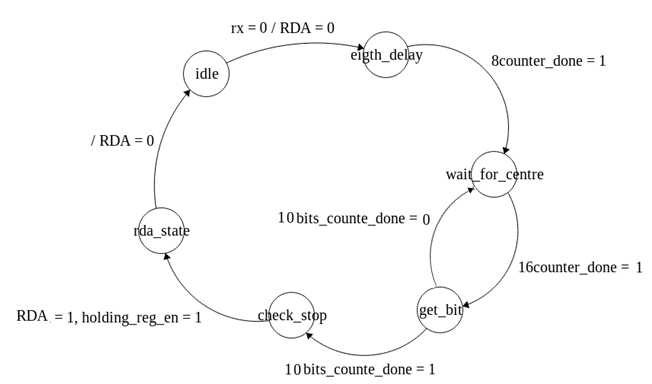 rx = 0 / RDA = 0
eigth_delay
idle
8counter_done = 1
/ RDA = 0
wait_for_centre
10bits_counte_done = 0
rda_state
16counter_done = 1
RDA = 1, holding_reg_en = 1
check_stop
get_bit
10bits_counte_done = 1